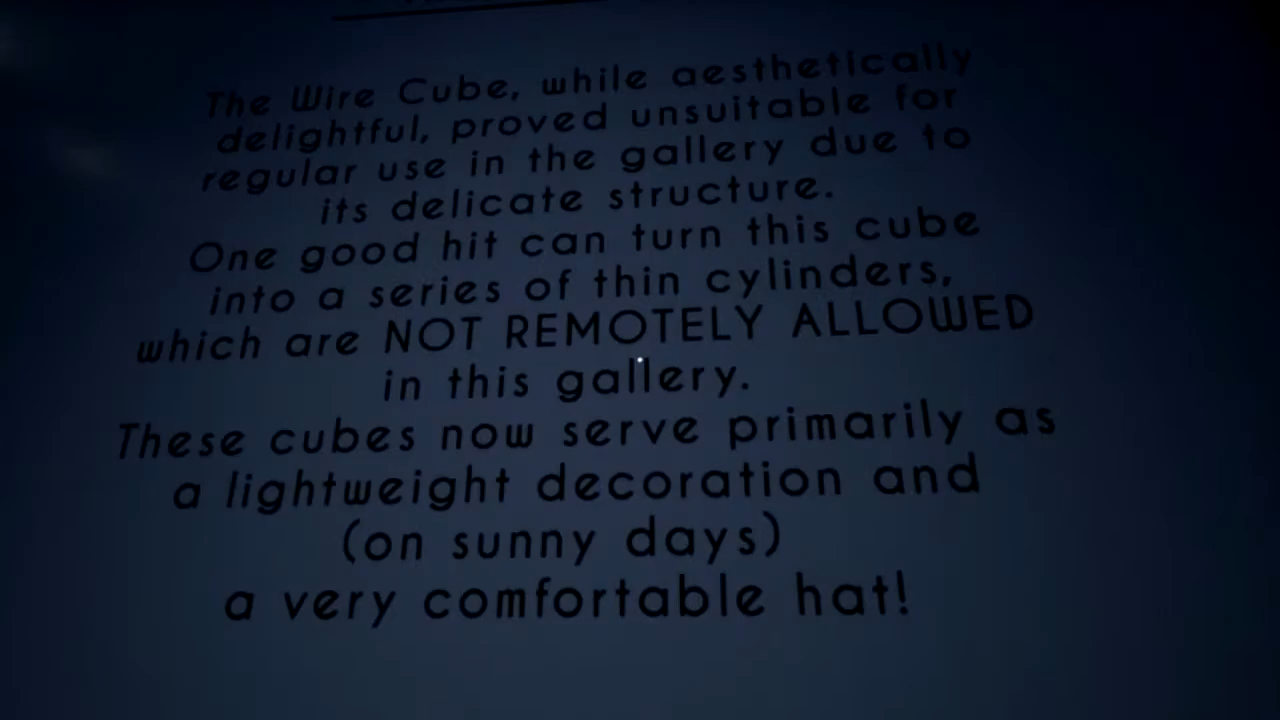 The Wire Cube, while aesthetically
delightful, proved unsuitable for
regular use in the gallery due to
its delicate structure.
One good hit can turn this cube
into a series of thin cylinders,
which are NOT REMOTELY ALLOWED
in this gallery.
These cubes now serve primarily as
a lightweight decoration and
(on sunny days)
a very comfortable hat!